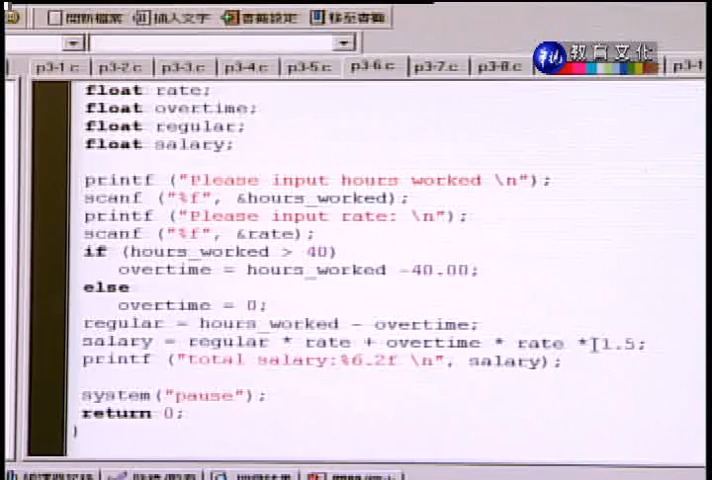 開新檔案 插入文字 書籤設定 移至書籤
p3-1.c p3-2.c p3-3.c p3-4.c p3-5.c p3-6.c p3-7.c p3-8.c p3-1
教育文化
float rate;
float overtime;
float regular;
float salary;
printf ("Please input hours worked \n");
scanf ("%f", &hours_worked);
printf ("Please input rate: \n");
scanf ("%f", &rate);
if (hours_worked > 40)
overtime = hours_worked -40.00;
else
overtime = 0;
regular = hours_worked - overtime;
salary = regular * rate + overtime * rate *1.5;
printf ("total salary:%6.2f \n", salary);
system("pause");
return 0;
}